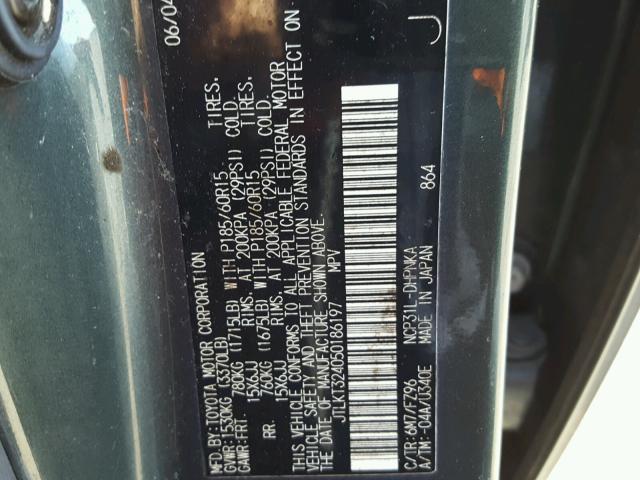 MFD.BY:TOYOTA MOTOR CORPORATION 06/04
GVWR:1530KG (3370LB)
GAWR:FRT. 780KG (1715LB) WITH P185/60R15 TIRES.
15X6JJ RIMS. AT 200KPA (29PSI) COLD.
RR. 760KG (1675LB) WITH P185/60R15 TIRES.
15X6JJ RIMS. AT 200KPA (29PSI) COLD.
THIS VEHICLE CONFORMS TO ALL APPLICABLE FEDERAL MOTOR
VEHICLE SAFETY, AND THEFT PREVENTION STANDARDS IN EFFECT ON
THE DATE OF MANUFACTURE SHOWN ABOVE.
JTLKT324050186197 MPV
J
C/TR:6M7/FZ96 NCP31L-DHPNKA 864
A/TM:-04A/U340E MADE IN JAPAN